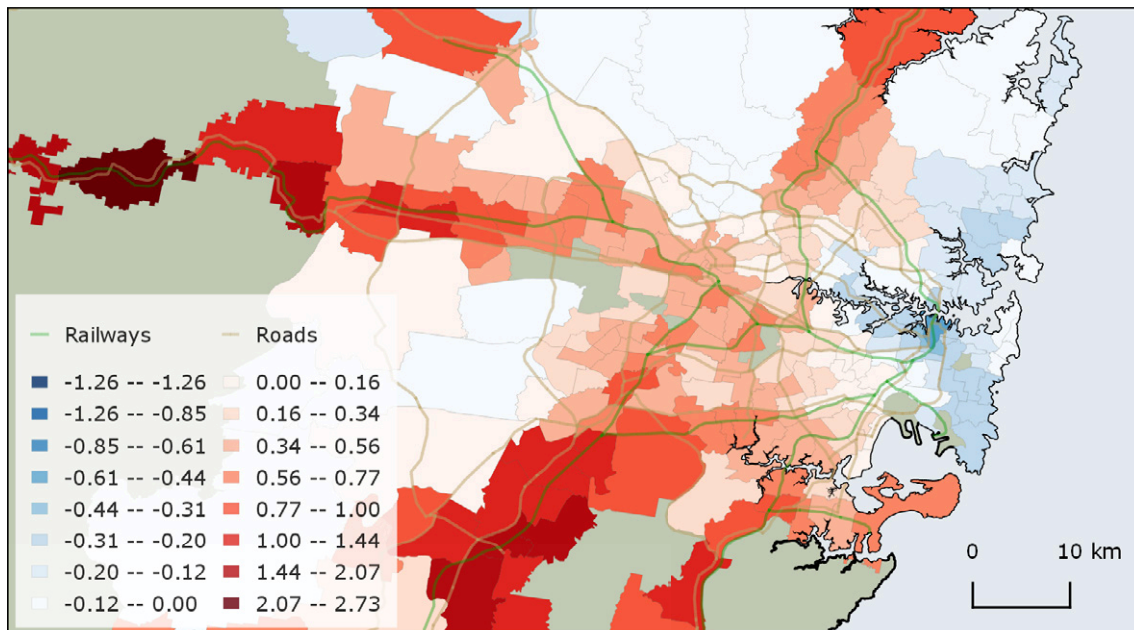 Railways Roads
-1.26 -- -1.26 0.00 -- 0.16
-1.26 -- -0.85 0.16 -- 0.34
-0.85 -- -0.61 0.34 -- 0.56
-0.61 -- -0.44 0.56 -- 0.77
-0.44 -- -0.31 0.77 -- 1.00
-0.31 -- -0.20 1.00 -- 1.44
-0.20 -- -0.12 1.44 -- 2.07
-0.12 -- 0.00 2.07 -- 2.73
0 10 km